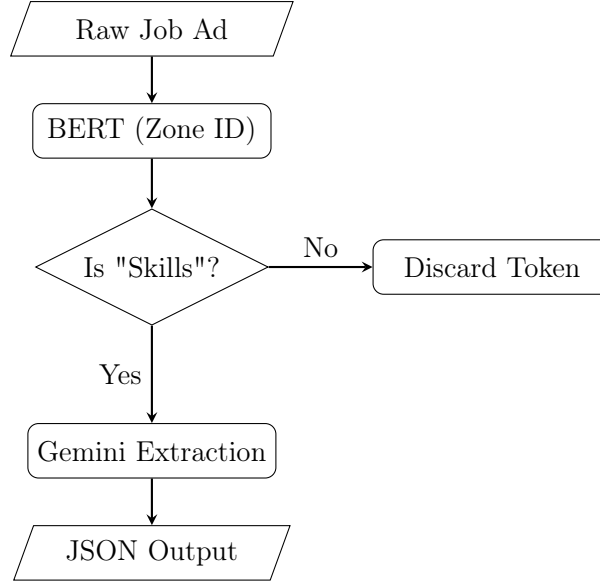 Raw Job Ad
BERT (Zone ID)
Is "Skills"?
No
Discard Token
Yes
Gemini Extraction
JSON Output